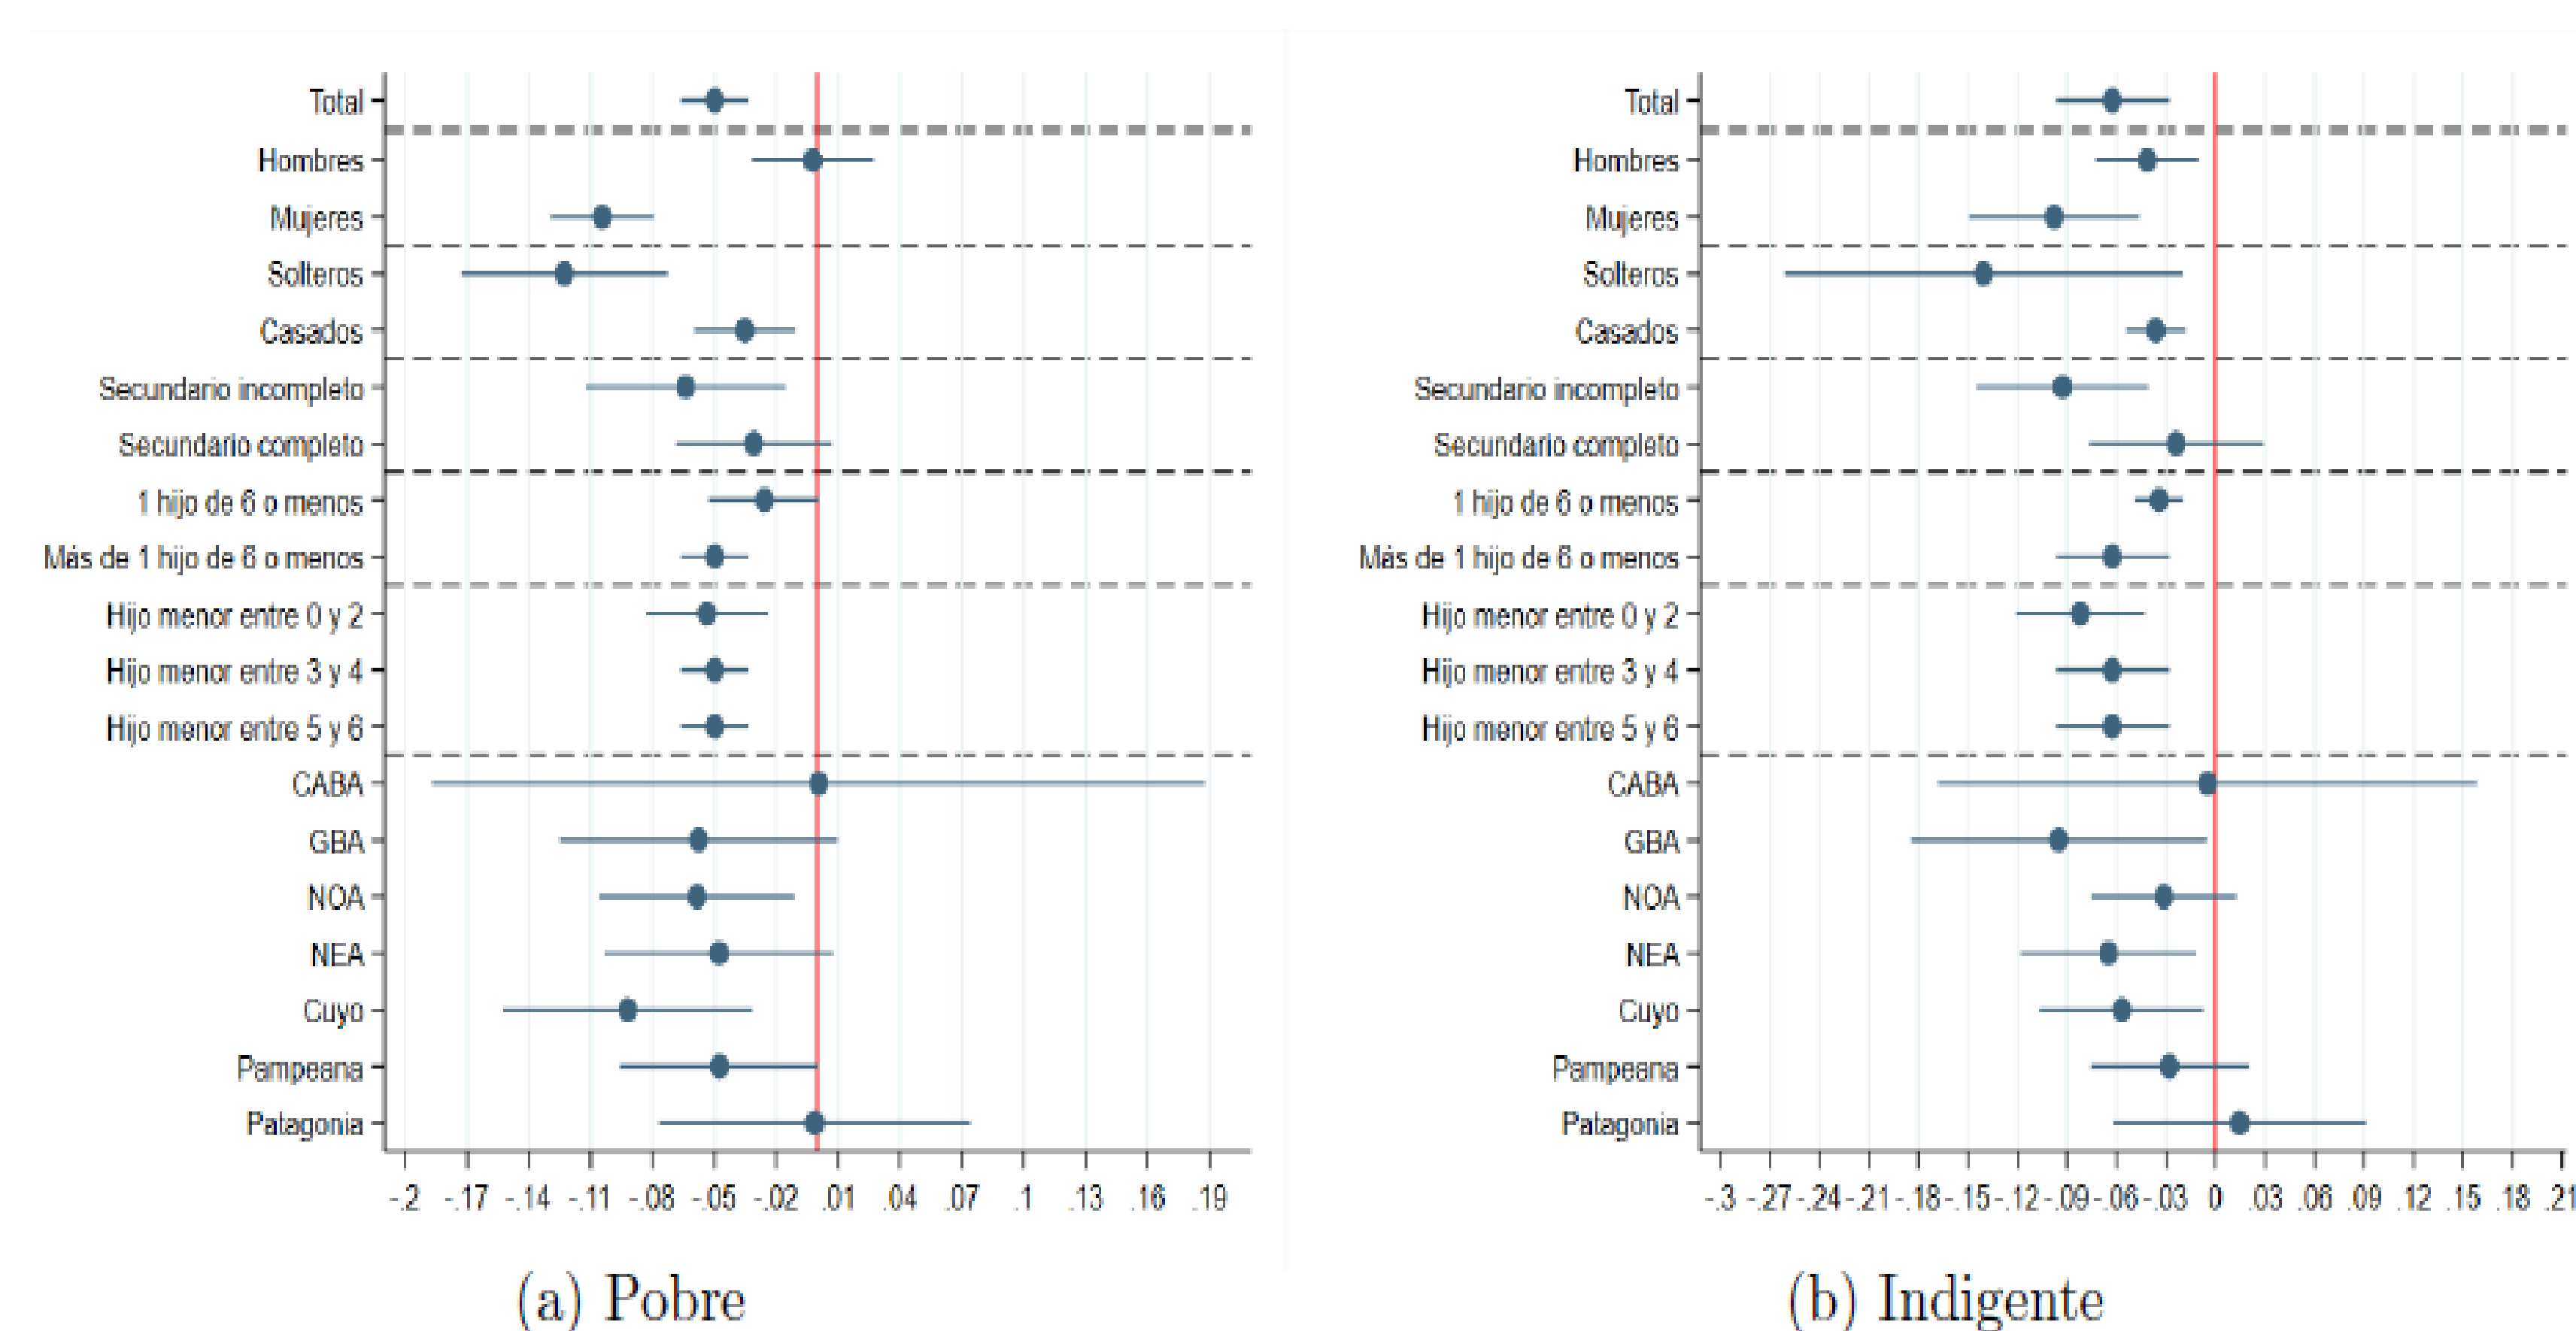 Total
Hombres
Mujeres
Solteros
Casados
Secundario incompleto
Secundario completo
1 hijo de 6 o menos
Más de 1 hijo de 6 o menos
Hijo menor entre 0 y 2
Hijo menor entre 3 y 4
Hijo menor entre 5 y 6
CABA
GBA
NOA
NEA
Cuyo
Pampeana
Patagonia
-.2 -.17 -.14 -.11 -.08 -.05 -.02 .01 .04 .07 .1 .13 .16 .19
(a) Pobre
Total
Hombres
Mujeres
Solteros
Casados
Secundario incompleto
Secundario completo
1 hijo de 6 o menos
Más de 1 hijo de 6 o menos
Hijo menor entre 0 y 2
Hijo menor entre 3 y 4
Hijo menor entre 5 y 6
CABA
GBA
NOA
NEA
Cuyo
Pampeana
Patagonia
-.3 -.27 -.24 -.21 -.18 -.15 -.12 -.09 -.06 -.03 0 .03 .06 .09 .12 .15 .18 .21
(b) Indigente